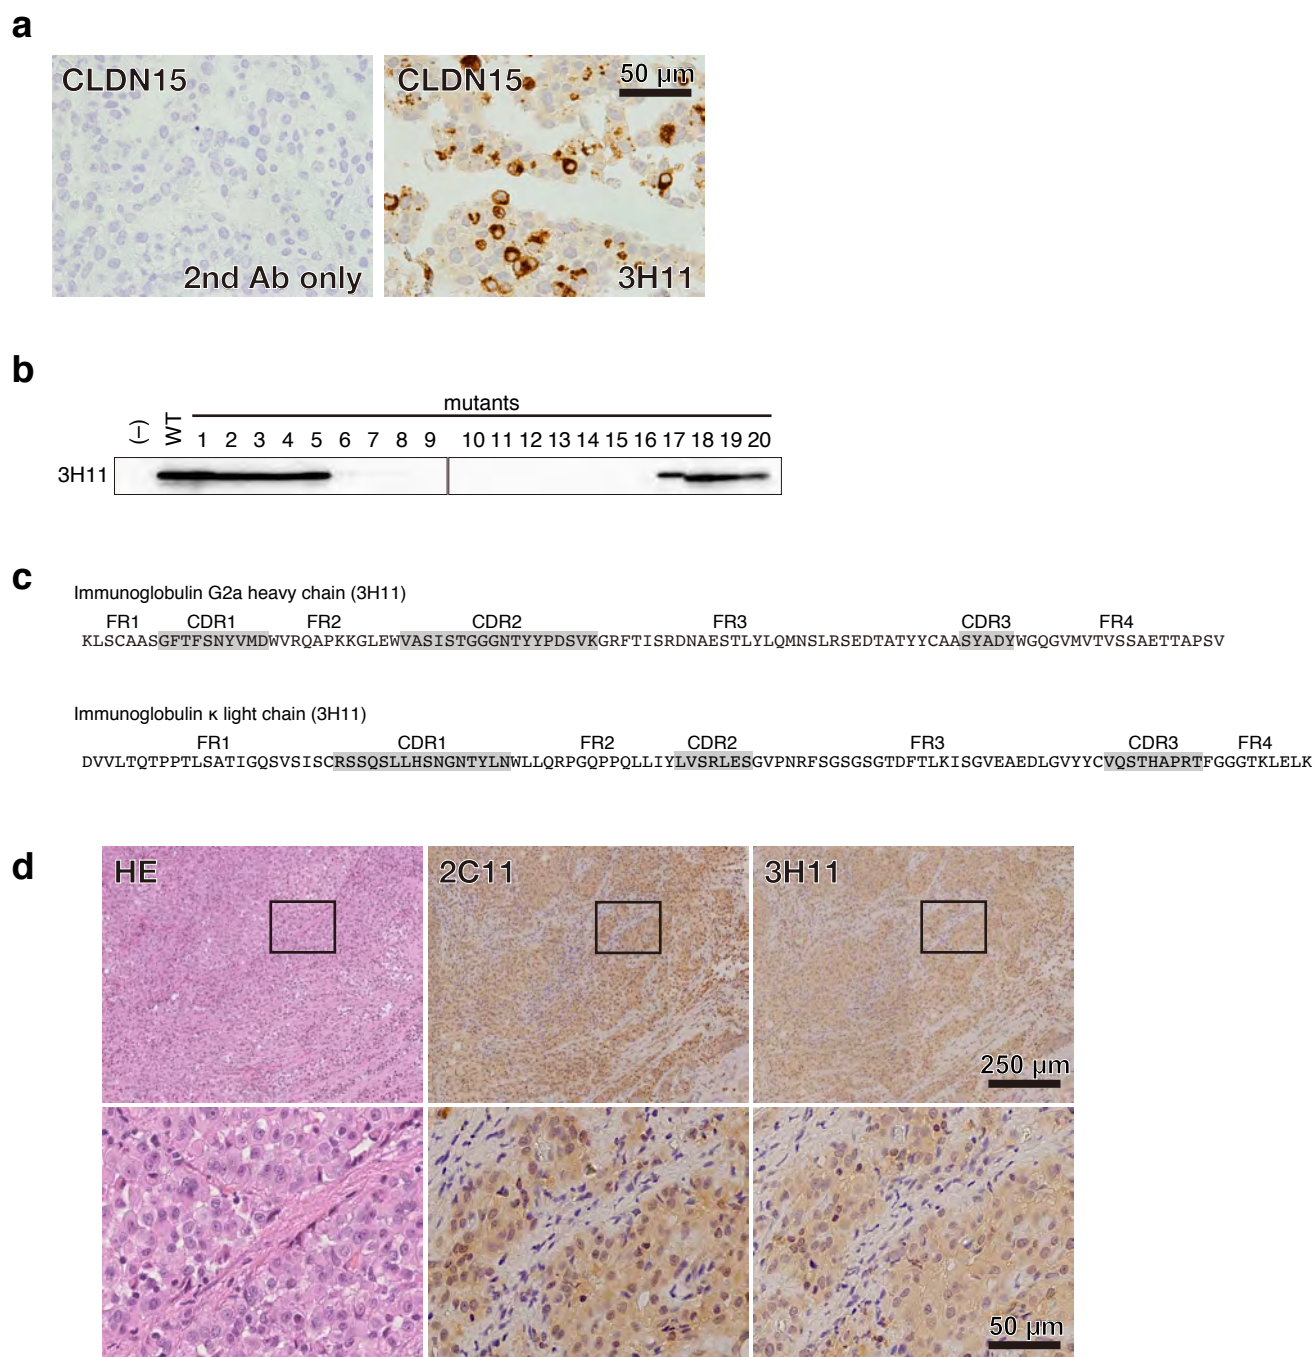 a
CLDN15
2nd Ab only
CLDN15
50 µm
3H11
b
mutants
(–) WT 1 2 3 4 5 6 7 8 9 10 11 12 13 14 15 16 17 18 19 20
3H11
c
Immunoglobulin G2a heavy chain (3H11)
FR1 CDR1 FR2 CDR2 FR3 CDR3 FR4
KLSCAASGFTFSNYVMDWVRQAPKKGLEWVASISTGGGNTYYPDSVKGRFTISRDNAESTLYLQMNSLRSEDTATYYCAASYADYWGQGVMVTVSSAETTAPSV
Immunoglobulin κ light chain (3H11)
FR1 CDR1 FR2 CDR2 FR3 CDR3 FR4
DVVLTQTPPTLSATIGQSVSISCRSSQSLLHSNGNTYLNWLLQRPGQPPQLLIYLVSRLESGVPNRFSGSGSGTDFTLKISGVEAEDLGVYYCVQSTHAPRTFGGGTKLELK
d
HE
2C11
3H11
250 µm
50 µm